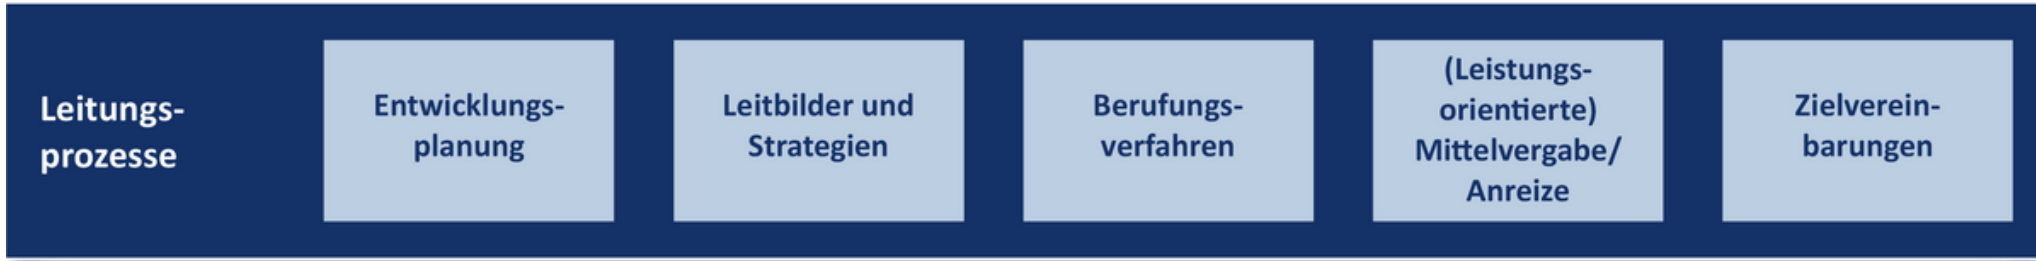 Leitungs-
prozesse
Entwicklungs-
planung
Leitbilder und
Strategien
Berufungs-
verfahren
(Leistungs-
orientierte)
Mittelvergabe/
Anreize
Zielverein-
barungen